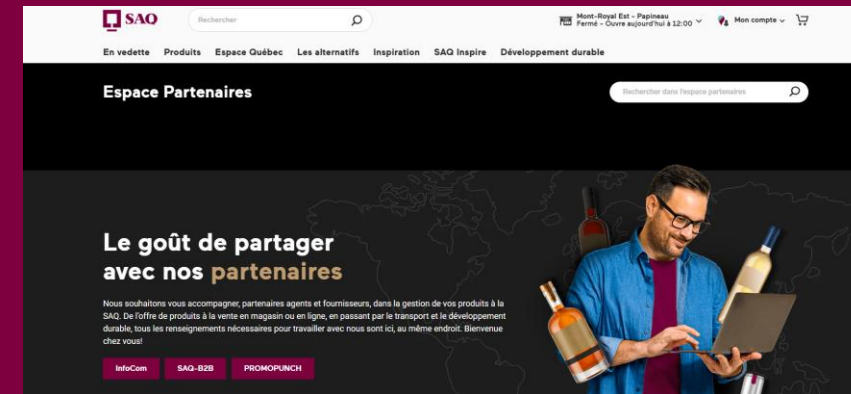 SAQ
Rechercher
Mont-Royal Est - Papineau
Fermé - Ouvre aujourd'hui à 12:00
Mon compte
En vedette Produits Espace Québec Les alternatifs Inspiration SAQ Inspire Développement durable
Espace Partenaires
Rechercher dans l'espace partenaires
Le goût de partager
avec nos partenaires
Nous souhaitons vous accompagner, partenaires agents et fournisseurs, dans la gestion de vos produits à la
SAQ. De l'offre de produits à la vente en magasin ou en ligne, en passant par le transport et le développement
durable, tous les renseignements nécessaires pour travailler avec nous sont ici, au même endroit. Bienvenue
chez vous!
InfoCom SAQ-B2B PROMOPUNCH